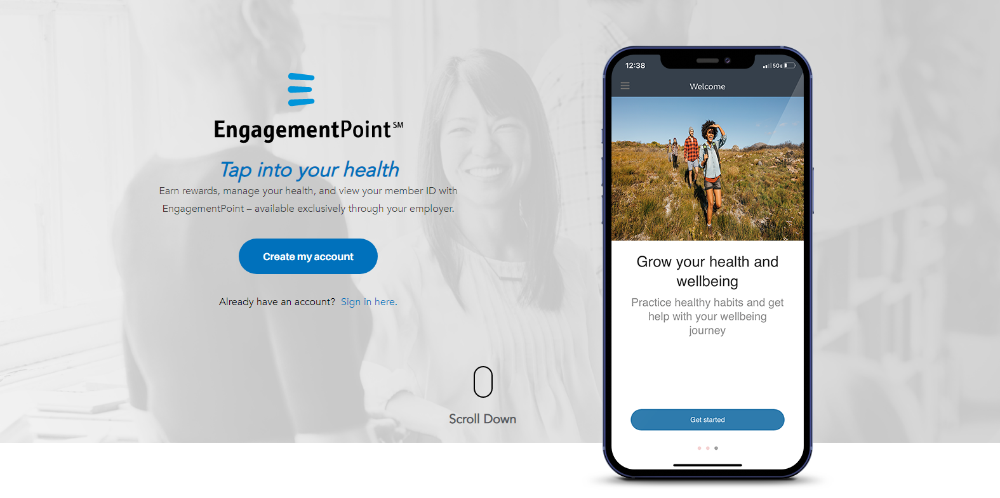 EngagementPoint℠
Tap into your health
Earn rewards, manage your health, and view your member ID with
EngagementPoint – available exclusively through your employer.
Create my account
Already have an account? Sign in here.
Scroll Down
12:38
5GE
Welcome
Grow your health and
wellbeing
Practice healthy habits and get
help with your wellbeing
journey
Get started